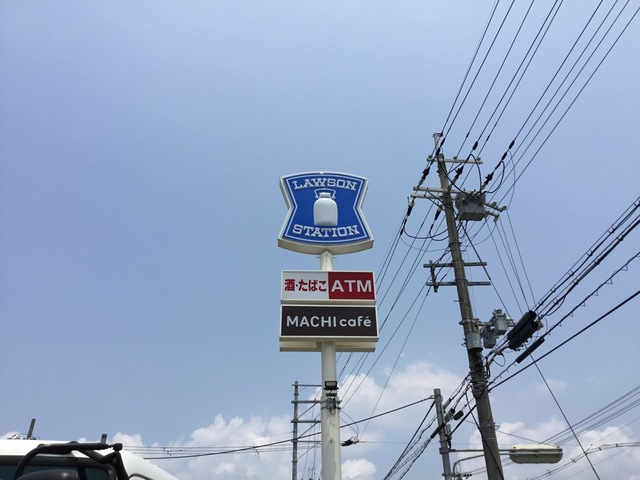 LAWSON
STATION
酒・たばこ ATM
MACHI café